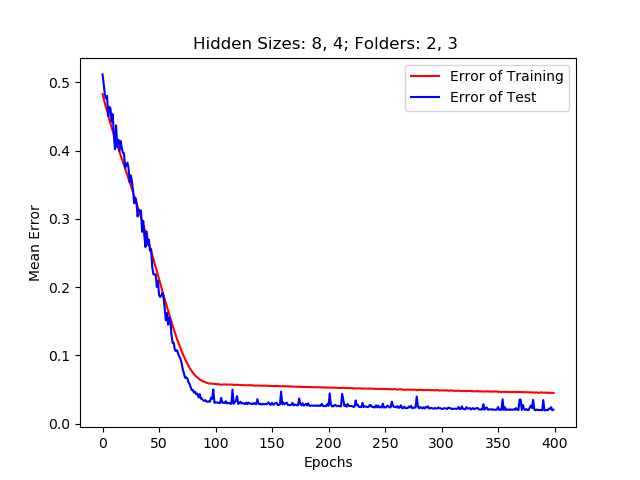 Hidden Sizes: 8, 4; Folders: 2, 3
Error of Training
Error of Test
Mean Error
0.5
0.4
0.3
0.2
0.1
0.0
0 50 100 150 200 250 300 350 400
Epochs